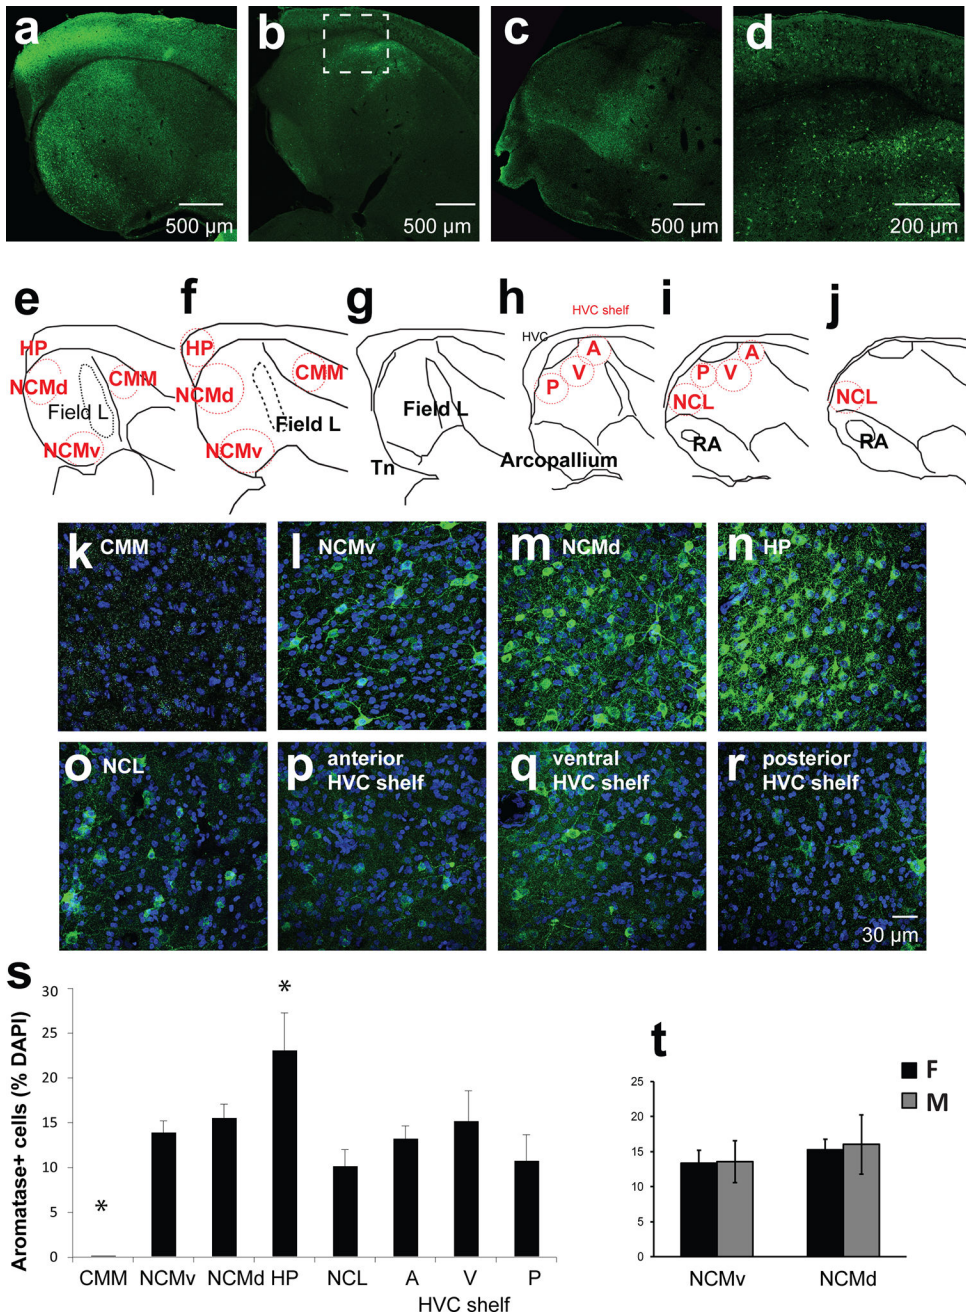 a
b
c
d
500 µm
500 µm
500 µm
200 µm
e
f
g
h
i
j
HP
NCMd
CMM
Field L
NCMv
HP
NCMd
CMM
Field L
NCMv
Field L
Tn
HVC shelf
HVC
A
V
P
Arcopallium
A
P
V
NCL
RA
NCL
RA
k CMM
l NCMv
m NCMd
n HP
o NCL
p anterior
HVC shelf
q ventral
HVC shelf
r posterior
HVC shelf
30 µm
s
Aromatase+ cells (% DAPI)
30
25
20
15
10
5
0
*
*
CMM NCMv NCMd HP NCL A V P
HVC shelf
t
F
M
25
20
15
10
5
0
NCMv NCMd